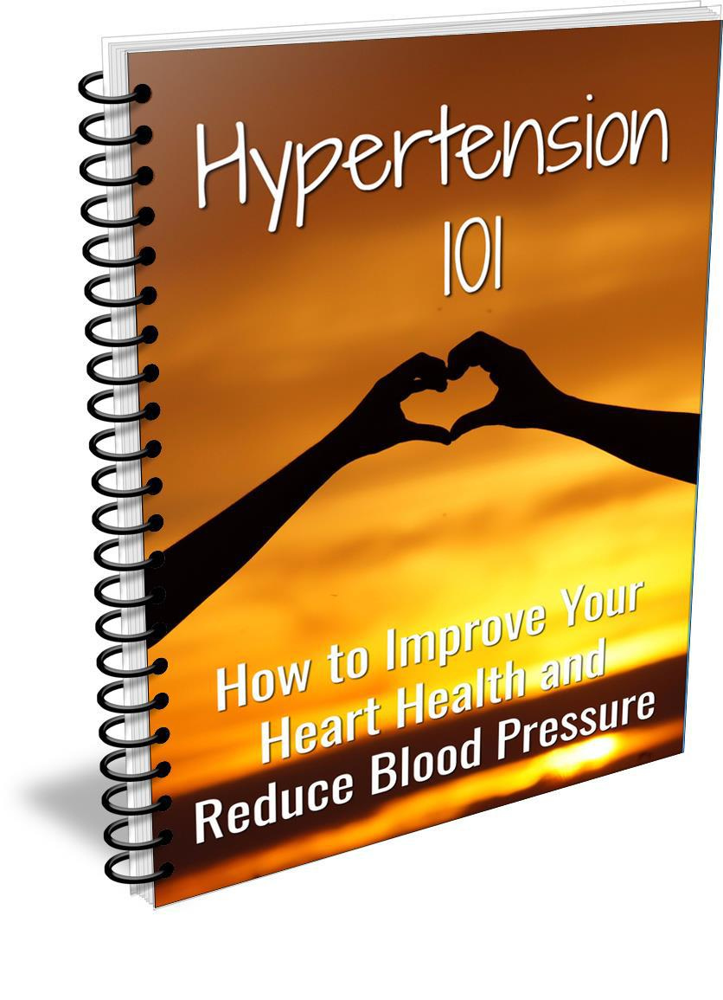 Hypertension
101
How to Improve Your
Heart Health and
Reduce Blood Pressure